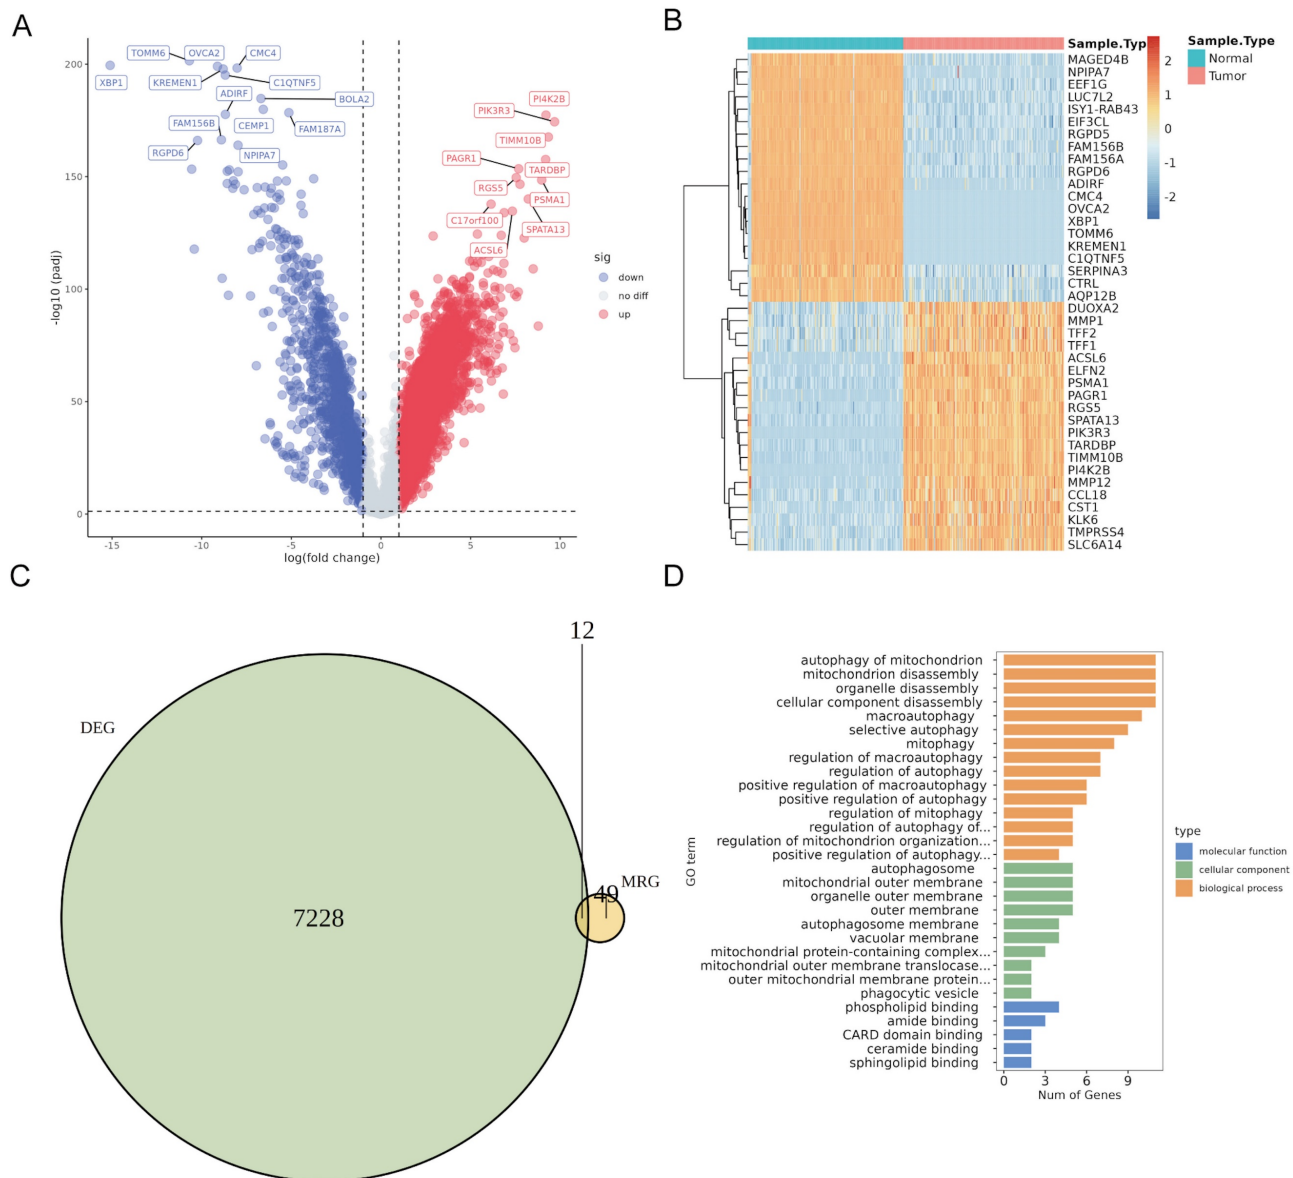 A
TOMM6
OVCA2
CMC4
XBP1
KREMEN1
C1QTNF5
ADIRF
BOLA2
FAM156B
CEMP1
FAM187A
RGPD6
NPIPA7
PI4K2B
PIK3R3
TIMM10B
PAGR1
TARDBP
RGS5
PSMA1
C17orf100
SPATA13
ACSL6
200
150
100
50
0
-log10 (padj)
-15
-10
-5
0
5
10
log(fold change)
sig
down
no diff
up
B
Sample.Type
MAGED4B
NPIPA7
EEF1G
LUC7L2
ISY1-RAB43
EIF3CL
RGPD5
FAM156B
FAM156A
RGPD6
ADIRF
CMC4
OVCA2
XBP1
TOMM6
KREMEN1
C1QTNF5
SERPINA3
CTRL
AQP12B
DUOXA2
MMP1
TFF2
TFF1
ACSL6
ELFN2
PSMA1
PAGR1
RGS5
SPATA13
PIK3R3
TARDBP
TIMM10B
PI4K2B
MMP12
CCL18
CST1
KLK6
TMPRSS4
SLC6A14
2
1
0
-1
-2
Sample.Type
Normal
Tumor
C
12
DEG
7228
49
MRG
D
GO term
autophagy of mitochondrion
mitochondrion disassembly
organelle disassembly
cellular component disassembly
macroautophagy
selective autophagy
mitophagy
regulation of macroautophagy
regulation of autophagy
positive regulation of macroautophagy
positive regulation of autophagy
regulation of mitophagy
regulation of autophagy of...
regulation of mitochondrion organization...
positive regulation of autophagy...
autophagosome
mitochondrial outer membrane
organelle outer membrane
outer membrane
autophagosome membrane
vacuolar membrane
mitochondrial protein-containing complex...
mitochondrial outer membrane translocase...
outer mitochondrial membrane protein...
phagocytic vesicle
phospholipid binding
amide binding
CARD domain binding
ceramide binding
sphingolipid binding
0
3
6
9
Num of Genes
type
molecular function
cellular component
biological process